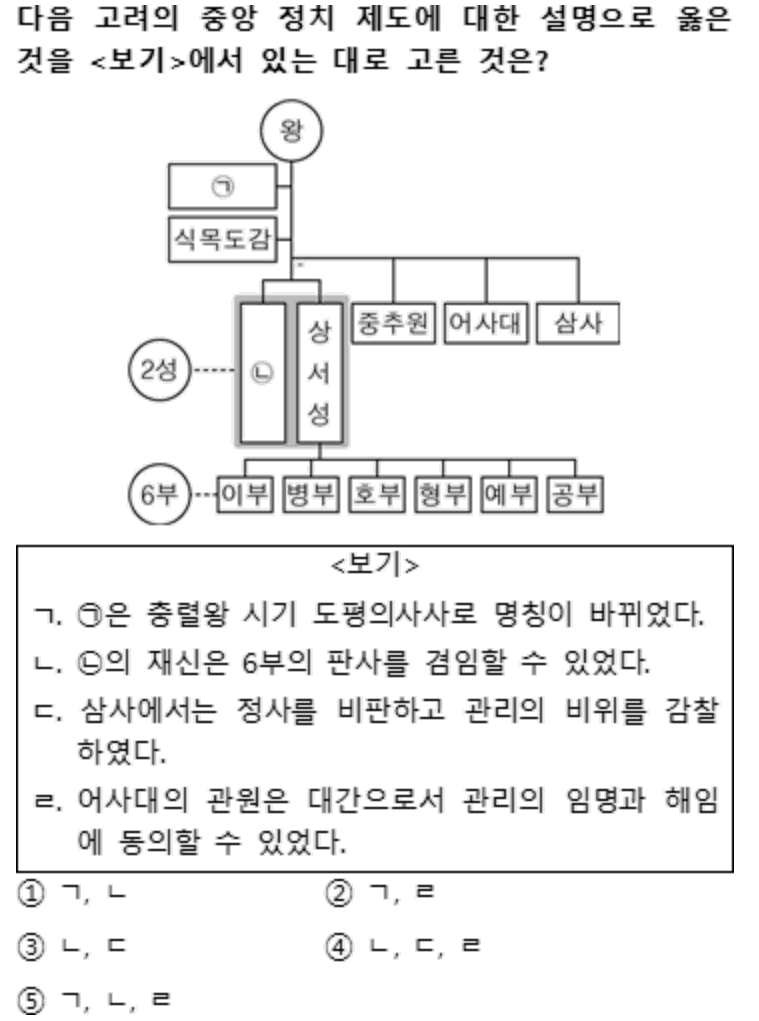 다음 고려의 중앙 정치 제도에 대한 설명으로 옳은
것을 <보기>에서 있는 대로 고른 것은?
왕
㉠
식목도감
2성
㉡
상서성
중추원 어사대 삼사
6부
이부 병부 호부 형부 예부 공부
<보기>
ㄱ. ㉠은 충렬왕 시기 도평의사사로 명칭이 바뀌었다.
ㄴ. ㉡의 재신은 6부의 판사를 겸임할 수 있었다.
ㄷ. 삼사에서는 정사를 비판하고 관리의 비위를 감찰
하였다.
ㄹ. 어사대의 관원은 대간으로서 관리의 임명과 해임
에 동의할 수 있었다.
① ㄱ, ㄴ ② ㄱ, ㄹ
③ ㄴ, ㄷ ④ ㄴ, ㄷ, ㄹ
⑤ ㄱ, ㄴ, ㄹ